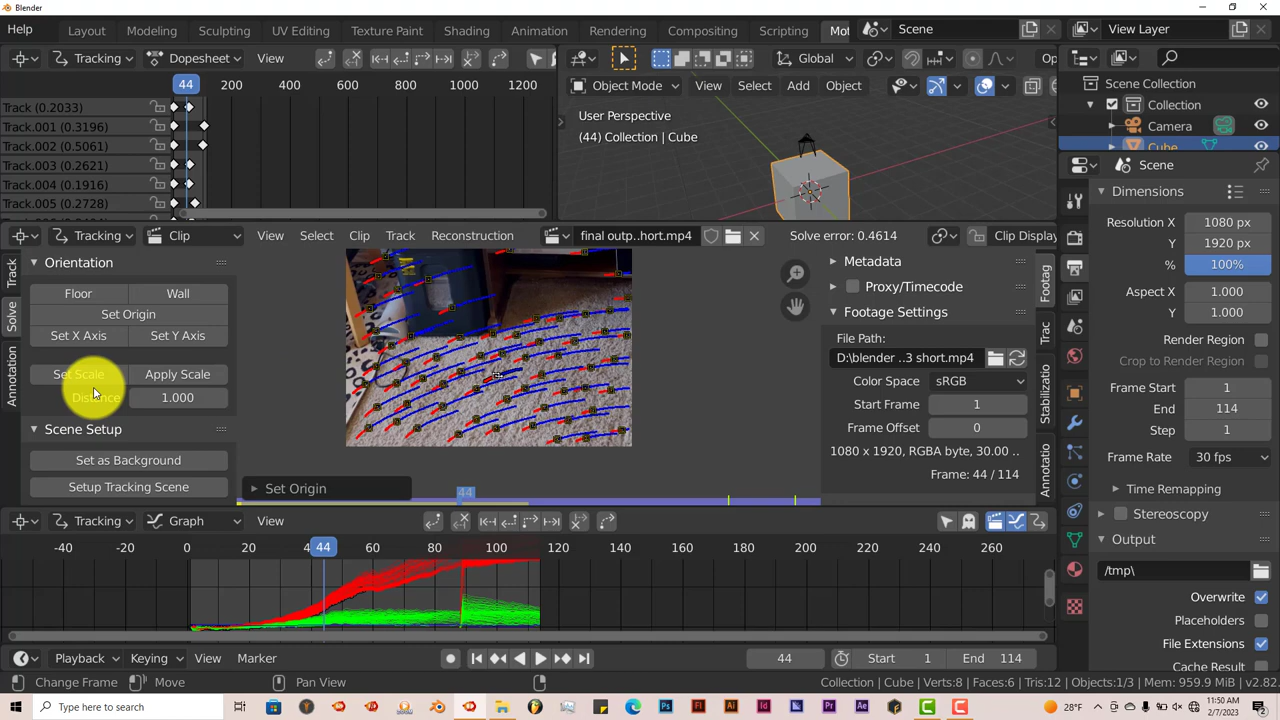 Blender
Help Layout Modeling Sculpting UV Editing Texture Paint Shading Animation Rendering Compositing Scripting Mot Scene View Layer
Tracking Dopesheet View Global Op
44 200 400 600 800 1000 1200
Object Mode View Select Add Object
Track (0.2033)
Track.001 (0.3196)
Track.002 (0.5061)
Track.003 (0.2621)
Track.004 (0.1916)
Track.005 (0.2728)
User Perspective
(44) Collection | Cube
Scene Collection
Collection
Camera
Cube
Scene
Tracking Clip View Select Clip Track Reconstruction final outp..hort.mp4 Solve error: 0.4614 Clip Display
Track
Solve
Annotation
Orientation
Floor Wall
Set Origin
Set X Axis Set Y Axis
Set Scale Apply Scale
Distance 1.000
Scene Setup
Set as Background
Setup Tracking Scene
Set Origin
44
Metadata
Proxy/Timecode
Footage Settings
File Path:
D:\blender ..3 short.mp4
Color Space sRGB
Start Frame 1
Frame Offset 0
1080 x 1920, RGBA byte, 30.00 ..
Frame: 44 / 114
Footag
Trac
Stabilizatio
Annotatio
Dimensions
Resolution X 1080 px
Y 1920 px
% 100%
Aspect X 1.000
Y 1.000
Render Region
Crop to Render Region
Frame Start 1
End 114
Step 1
Frame Rate 30 fps
Time Remapping
Stereoscopy
Output
/tmp\
Overwrite
Placeholders
File Extensions
Cache Result
Tracking Graph View
-40 -20 0 20 4 44 60 80 100 120 140 160 180 200 220 240 260
Playback Keying View Marker 44 Start 1 End 114
Change Frame Move Pan View Collection | Cube | Verts:8 | Faces:6 | Tris:12 | Objects:1/3 | Mem: 959.9 MiB | v2.82.
Type here to search
28°F
11:50 AM
2/7/2023